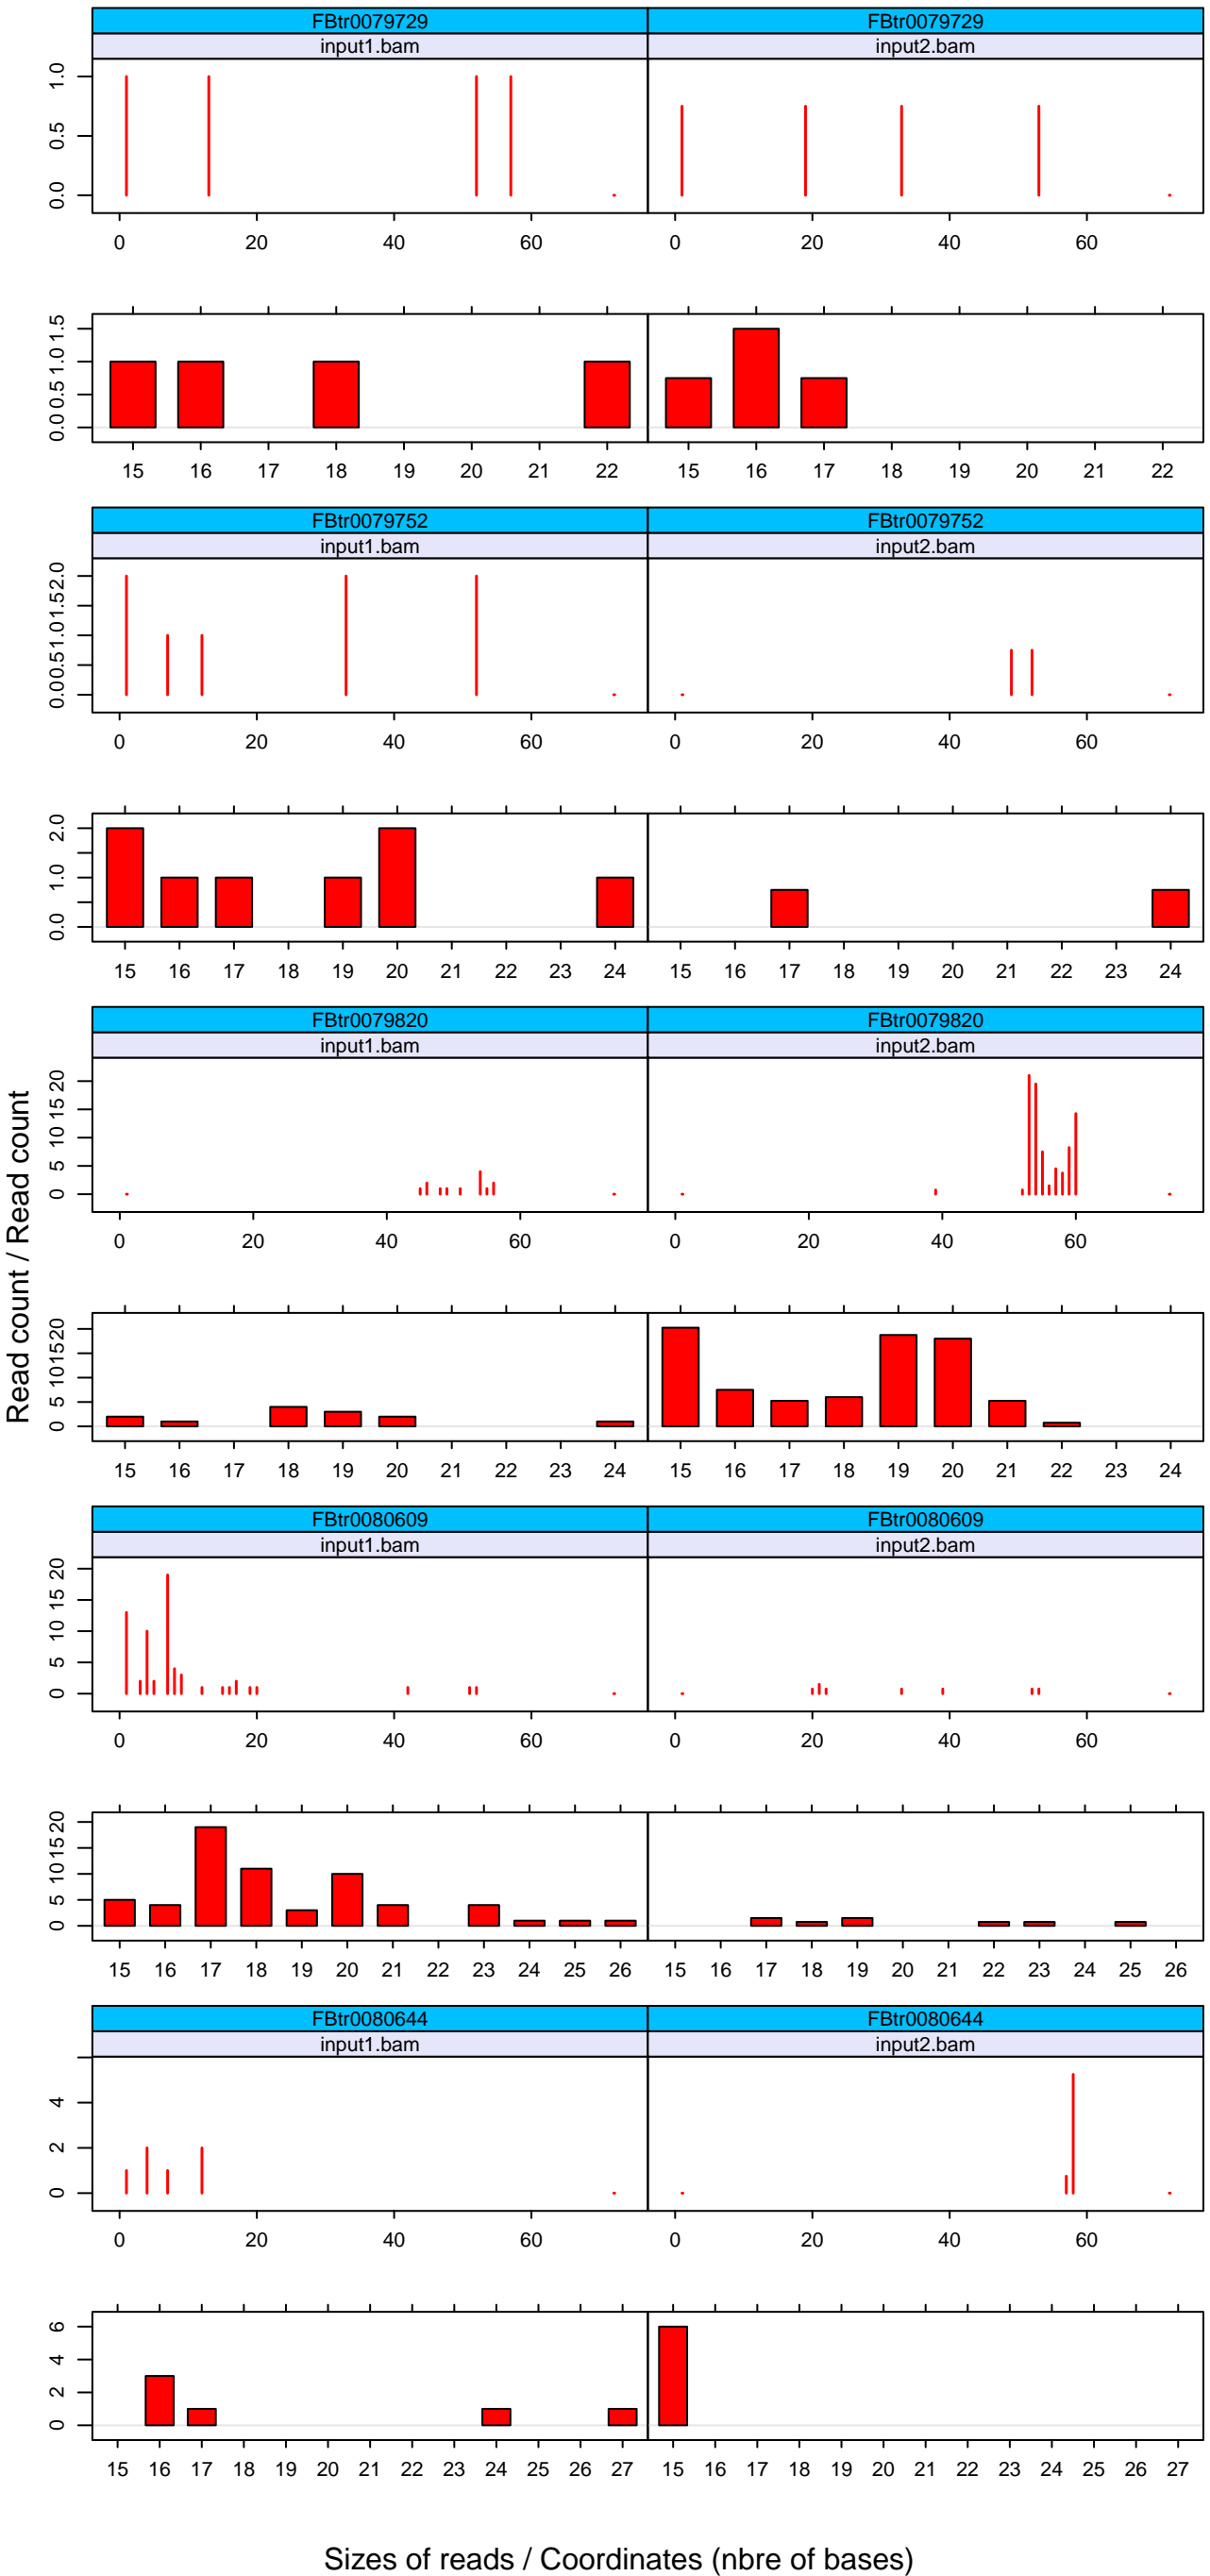 FBtr0079729 FBtr0079729
input1.bam input2.bam
0.0 0.5 1.0
0 20 40 60 0 20 40 60
0.0 0.5 1.0 1.5
15 16 17 18 19 20 21 22 15 16 17 18 19 20 21 22
FBtr0079752 FBtr0079752
input1.bam input2.bam
0.0 0.5 1.0 1.5 2.0
0 20 40 60 0 20 40 60
0.0 1.0 2.0
15 16 17 18 19 20 21 22 23 24 15 16 17 18 19 20 21 22 23 24
FBtr0079820 FBtr0079820
input1.bam input2.bam
0 5 10 15 20
0 20 40 60 0 20 40 60
Read count / Read count
0 5 10 15 20
15 16 17 18 19 20 21 22 23 24 15 16 17 18 19 20 21 22 23 24
FBtr0080609 FBtr0080609
input1.bam input2.bam
0 5 10 15 20
0 20 40 60 0 20 40 60
0 5 10 15 20
15 16 17 18 19 20 21 22 23 24 25 26 15 16 17 18 19 20 21 22 23 24 25 26
FBtr0080644 FBtr0080644
input1.bam input2.bam
0 2 4
0 20 40 60 0 20 40 60
0 2 4 6
15 16 17 18 19 20 21 22 23 24 25 26 27 15 16 17 18 19 20 21 22 23 24 25 26 27
Sizes of reads / Coordinates (nbre of bases)